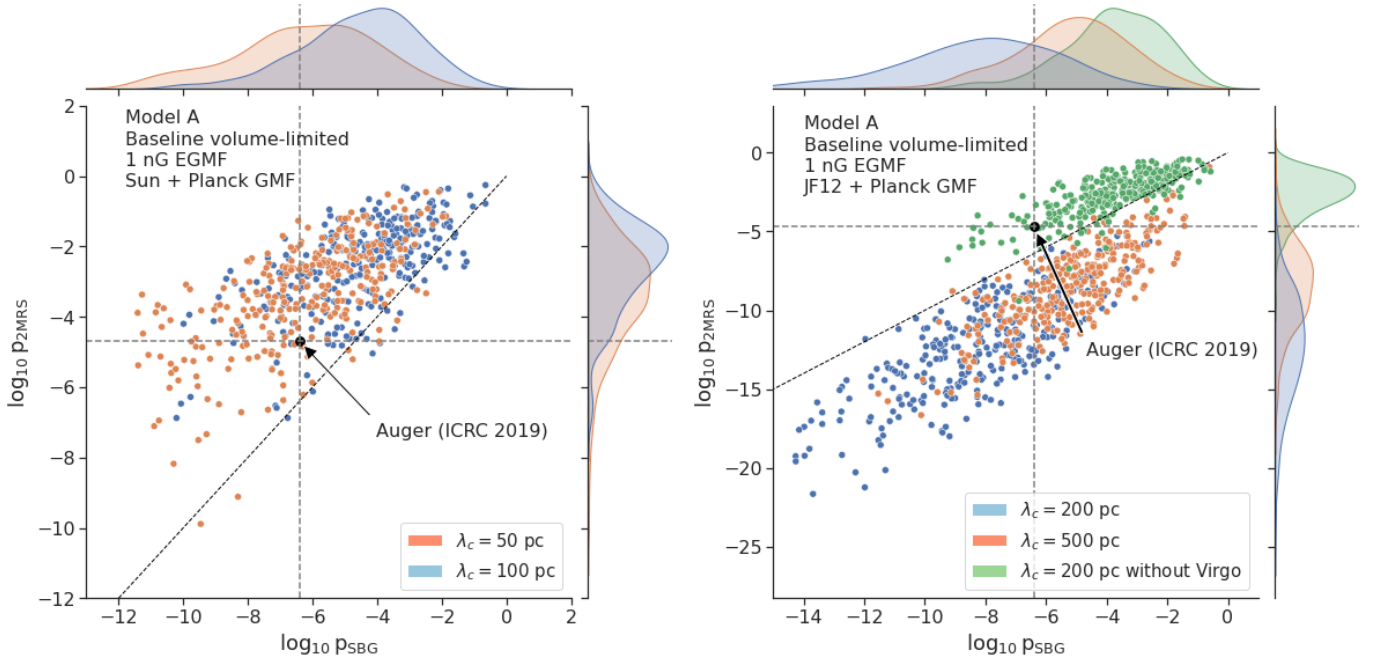 Model A
Baseline volume-limited
1 nG EGMF
Sun + Planck GMF
Auger (ICRC 2019)
λc = 50 pc
λc = 100 pc
2
0
−2
−4
−6
−8
−10
−12
log10 p2MRS
−12
−10
−8
−6
−4
−2
0
2
log10 pSBG
Model A
Baseline volume-limited
1 nG EGMF
JF12 + Planck GMF
Auger (ICRC 2019)
λc = 200 pc
λc = 500 pc
λc = 200 pc without Virgo
0
−5
−10
−15
−20
−25
log10 p2MRS
−14
−12
−10
−8
−6
−4
−2
0
log10 pSBG